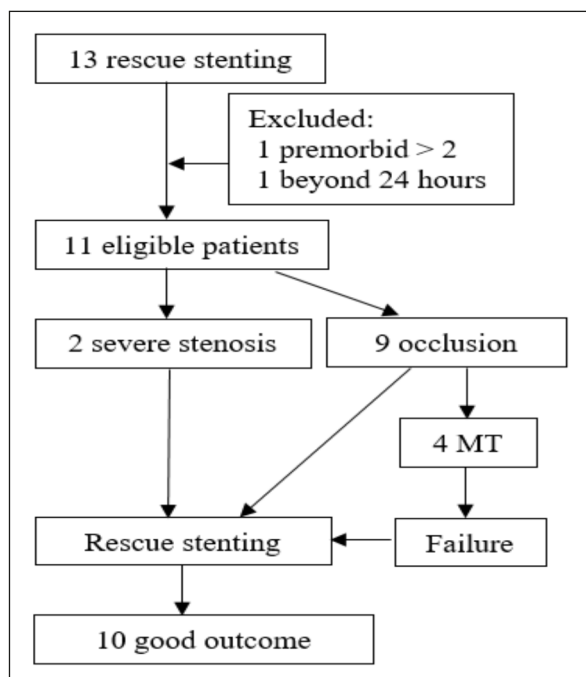 13 rescue stenting
Excluded:
1 premorbid > 2
1 beyond 24 hours
11 eligible patients
2 severe stenosis
9 occlusion
4 MT
Rescue stenting
Failure
10 good outcome